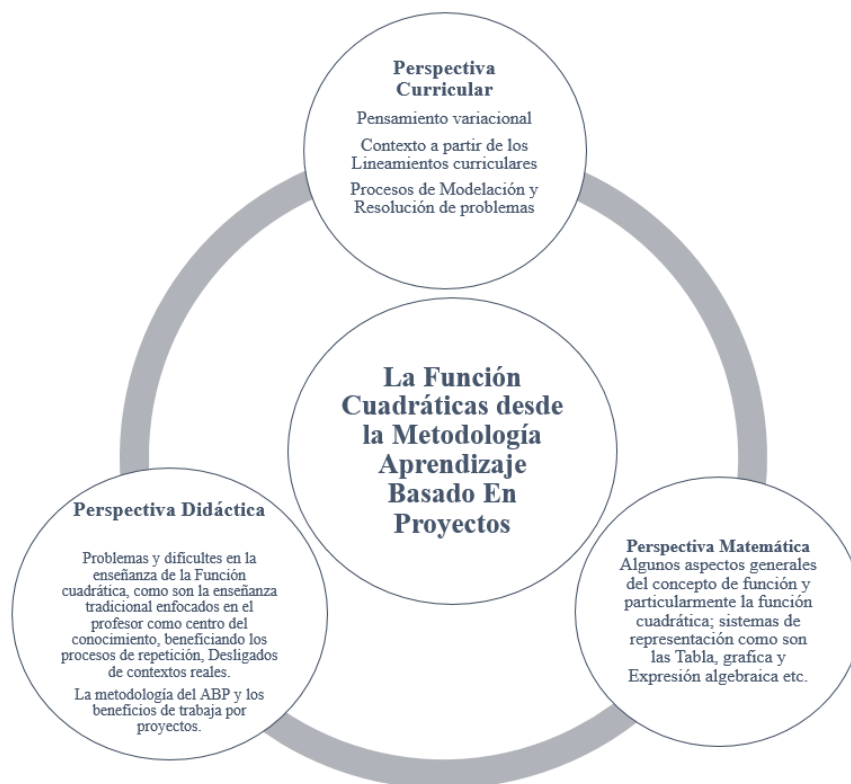 Perspectiva
Curricular
Pensamiento variacional
Contexto a partir de los
Lineamientos curriculares
Procesos de Modelación y
Resolución de problemas
La Función
Cuadráticas desde
la Metodología
Aprendizaje
Basado En
Proyectos
Perspectiva Didáctica
Problemas y dificultes en la
enseñanza de la Función
cuadrática, como son la enseñanza
tradicional enfocados en el
profesor como centro del
conocimiento, beneficiando los
procesos de repetición, Desligados
de contextos reales.
La metodología del ABP y los
beneficios de trabaja por
proyectos.
Perspectiva Matemática
Algunos aspectos generales
del concepto de función y
particularmente la función
cuadrática; sistemas de
representación como son
las Tabla, grafica y
Expresión algebraica etc.